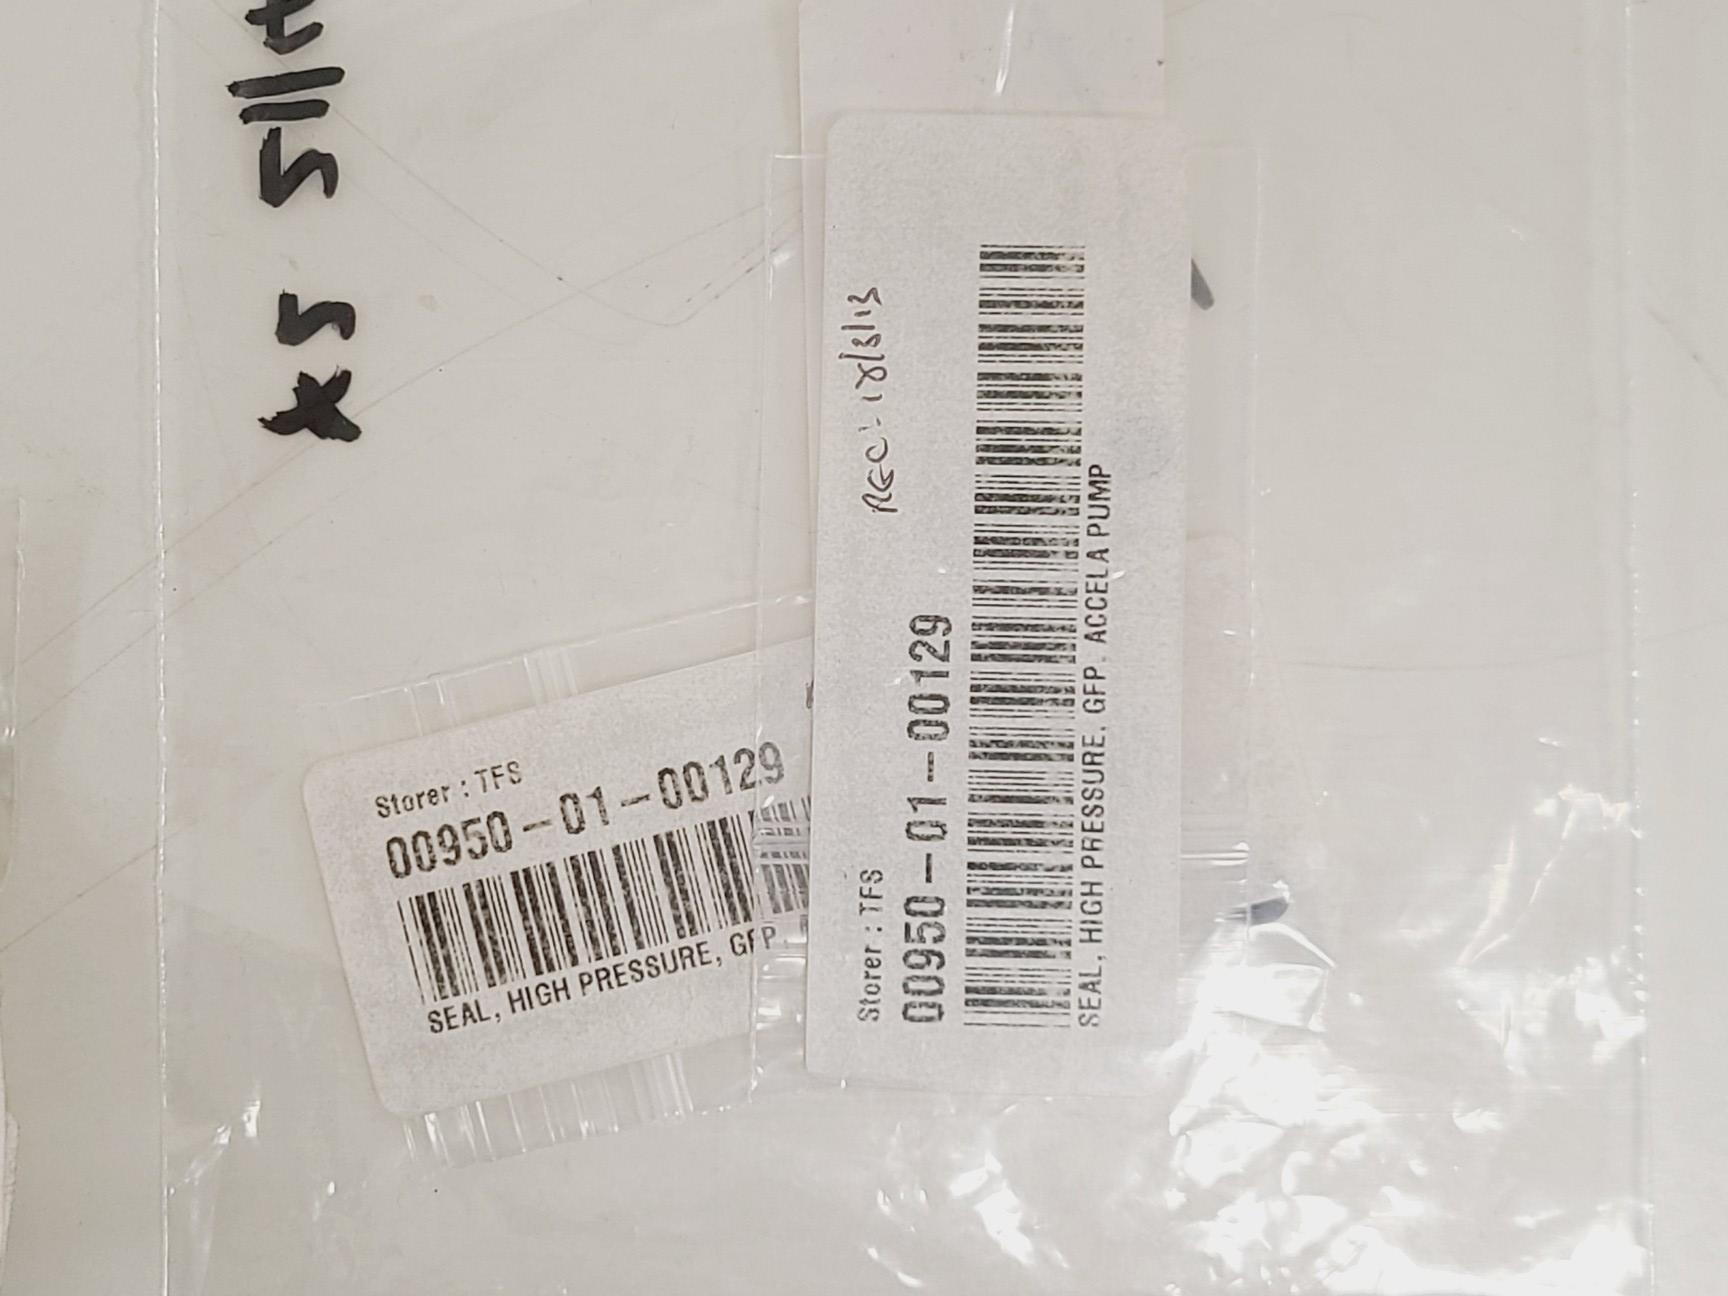 x5
Storer : TFS
00950-01-00129
SEAL, HIGH PRESSURE, GFP, ACCELA PUMP
Storer : TFS
00950-01-00129
SEAL, HIGH PRESSURE, GFP,